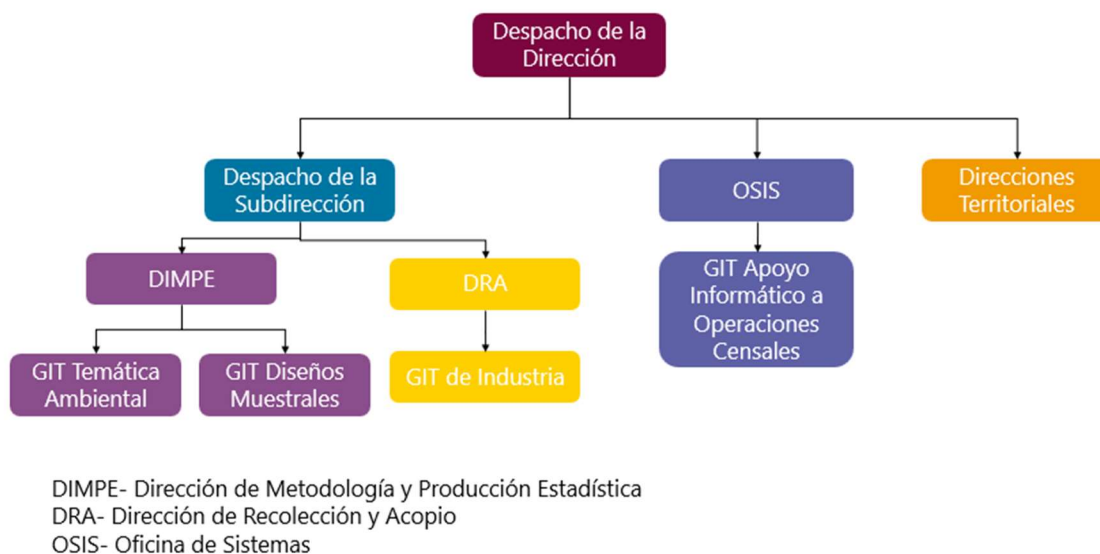 Despacho de la
Dirección
Despacho de la
Subdirección
OSIS
Direcciones
Territoriales
DIMPE
DRA
GIT Apoyo
Informático a
Operaciones
Censales
GIT Temática
Ambiental
GIT Diseños
Muestrales
GIT de Industria
DIMPE- Dirección de Metodología y Producción Estadística
DRA- Dirección de Recolección y Acopio
OSIS- Oficina de Sistemas